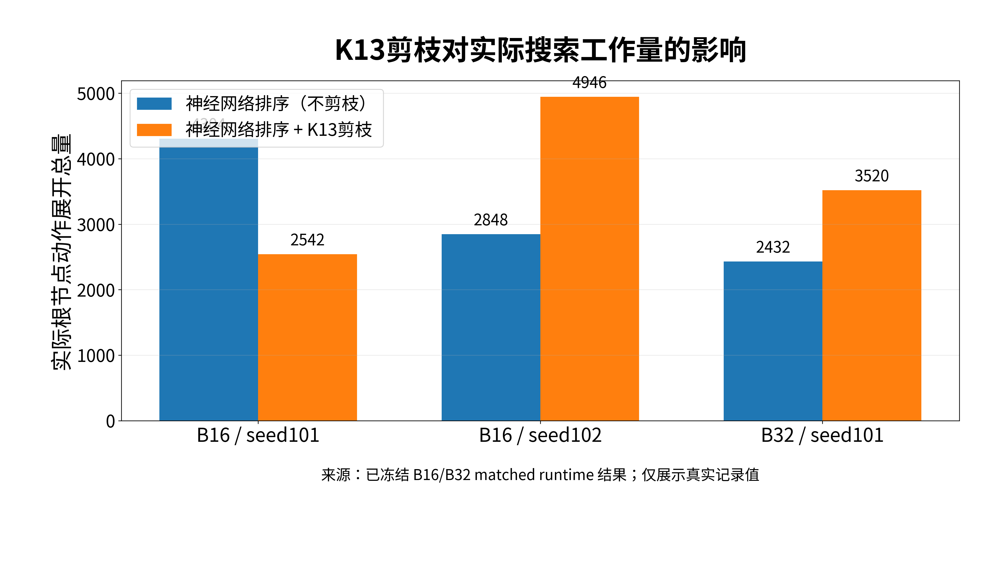 K13剪枝对实际搜索工作量的影响
实际根节点动作展开总量
5000
4000
3000
2000
1000
0
神经网络排序（不剪枝）
神经网络排序 + K13剪枝
4304
2542
2848
4946
2432
3520
B16 / seed101
B16 / seed102
B32 / seed101
来源：已冻结 B16/B32 matched runtime 结果；仅展示真实记录值